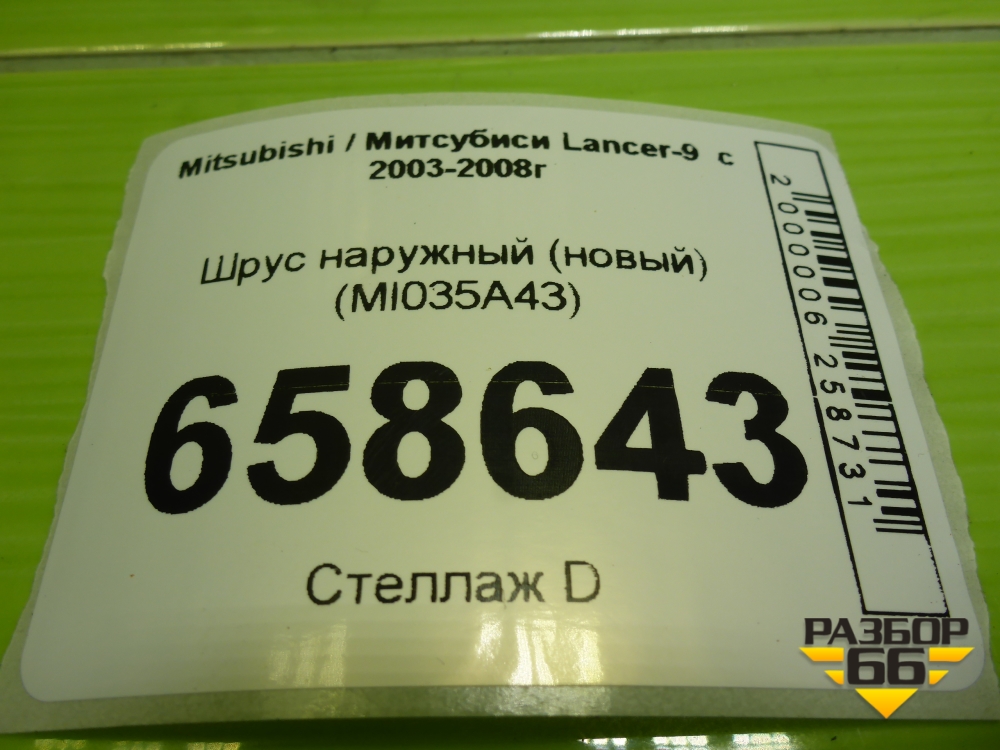 Mitsubishi / Митсубиси Lancer-9 с
2003-2008г
Шрус наружный (новый)
(MI035A43)
658643
Стеллаж D
2000006258731
РАЗБОР
66